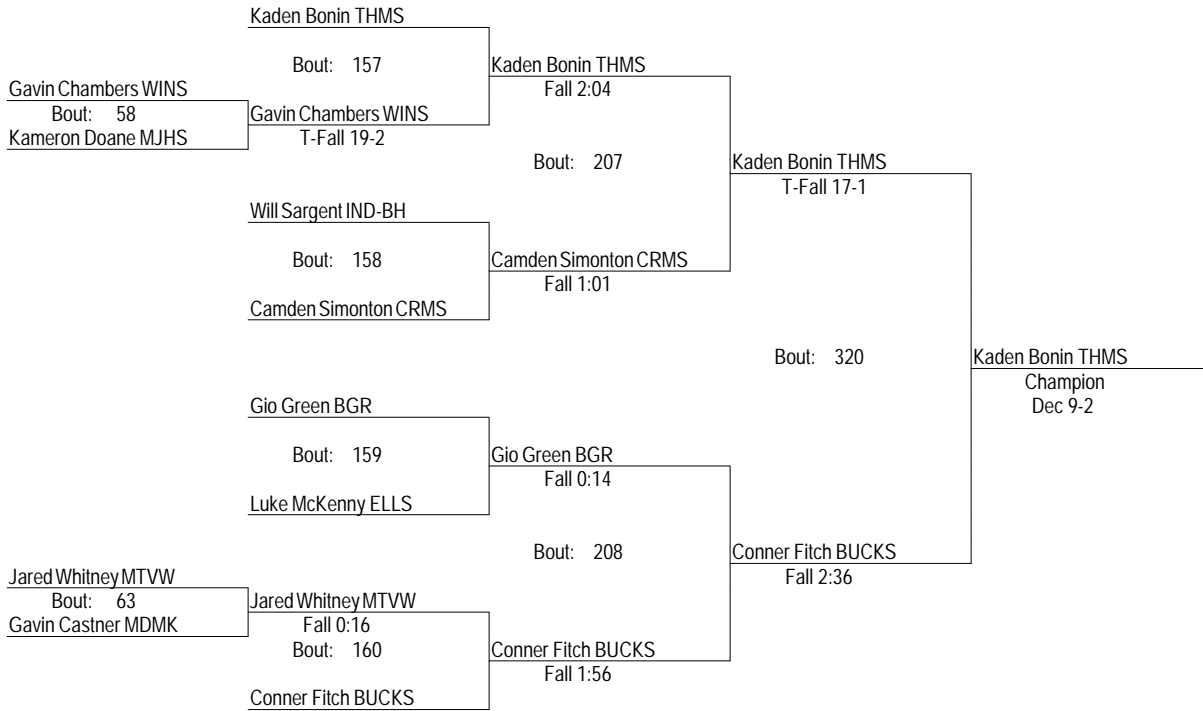 Kaden Bonin THMS
Bout: 157
Kaden Bonin THMS
Fall 2:04
Gavin Chambers WINS
Bout: 58
Kameron Doane MJHS
Gavin Chambers WINS
T-Fall 19-2
Bout: 207
Kaden Bonin THMS
T-Fall 17-1
Will Sargent IND-BH
Bout: 158
Camden Simonton CRMS
Fall 1:01
Camden Simonton CRMS
Bout: 320
Kaden Bonin THMS
Champion
Dec 9-2
Gio Green BGR
Bout: 159
Gio Green BGR
Fall 0:14
Luke McKenny ELLS
Bout: 208
Conner Fitch BUCKS
Fall 2:36
Jared Whitney MTVW
Bout: 63
Gavin Castner MDMK
Jared Whitney MTVW
Fall 0:16
Bout: 160
Conner Fitch BUCKS
Fall 1:56
Conner Fitch BUCKS